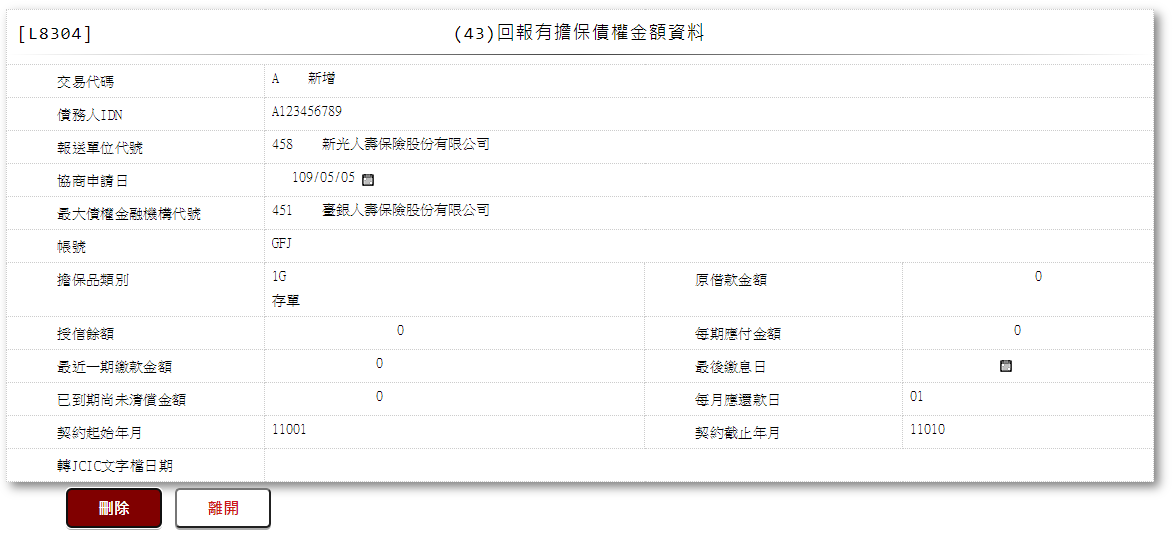 [L8304] (43)回報有擔保債權金額資料
交易代碼 A 新增
債務人IDN A123456789
報送單位代號 458 新光人壽保險股份有限公司
協商申請日 109/05/05
最大債權金融機構代號 451 臺銀人壽保險股份有限公司
帳號 GFJ
擔保品類別 1G 原借款金額 0
存單
授信餘額 0 每期應付金額 0
最近一期繳款金額 0 最後繳息日
已到期尚未清償金額 0 每月應還款日 01
契約起始年月 11001 契約截止年月 11010
轉JCIC文字檔日期
刪除 離開